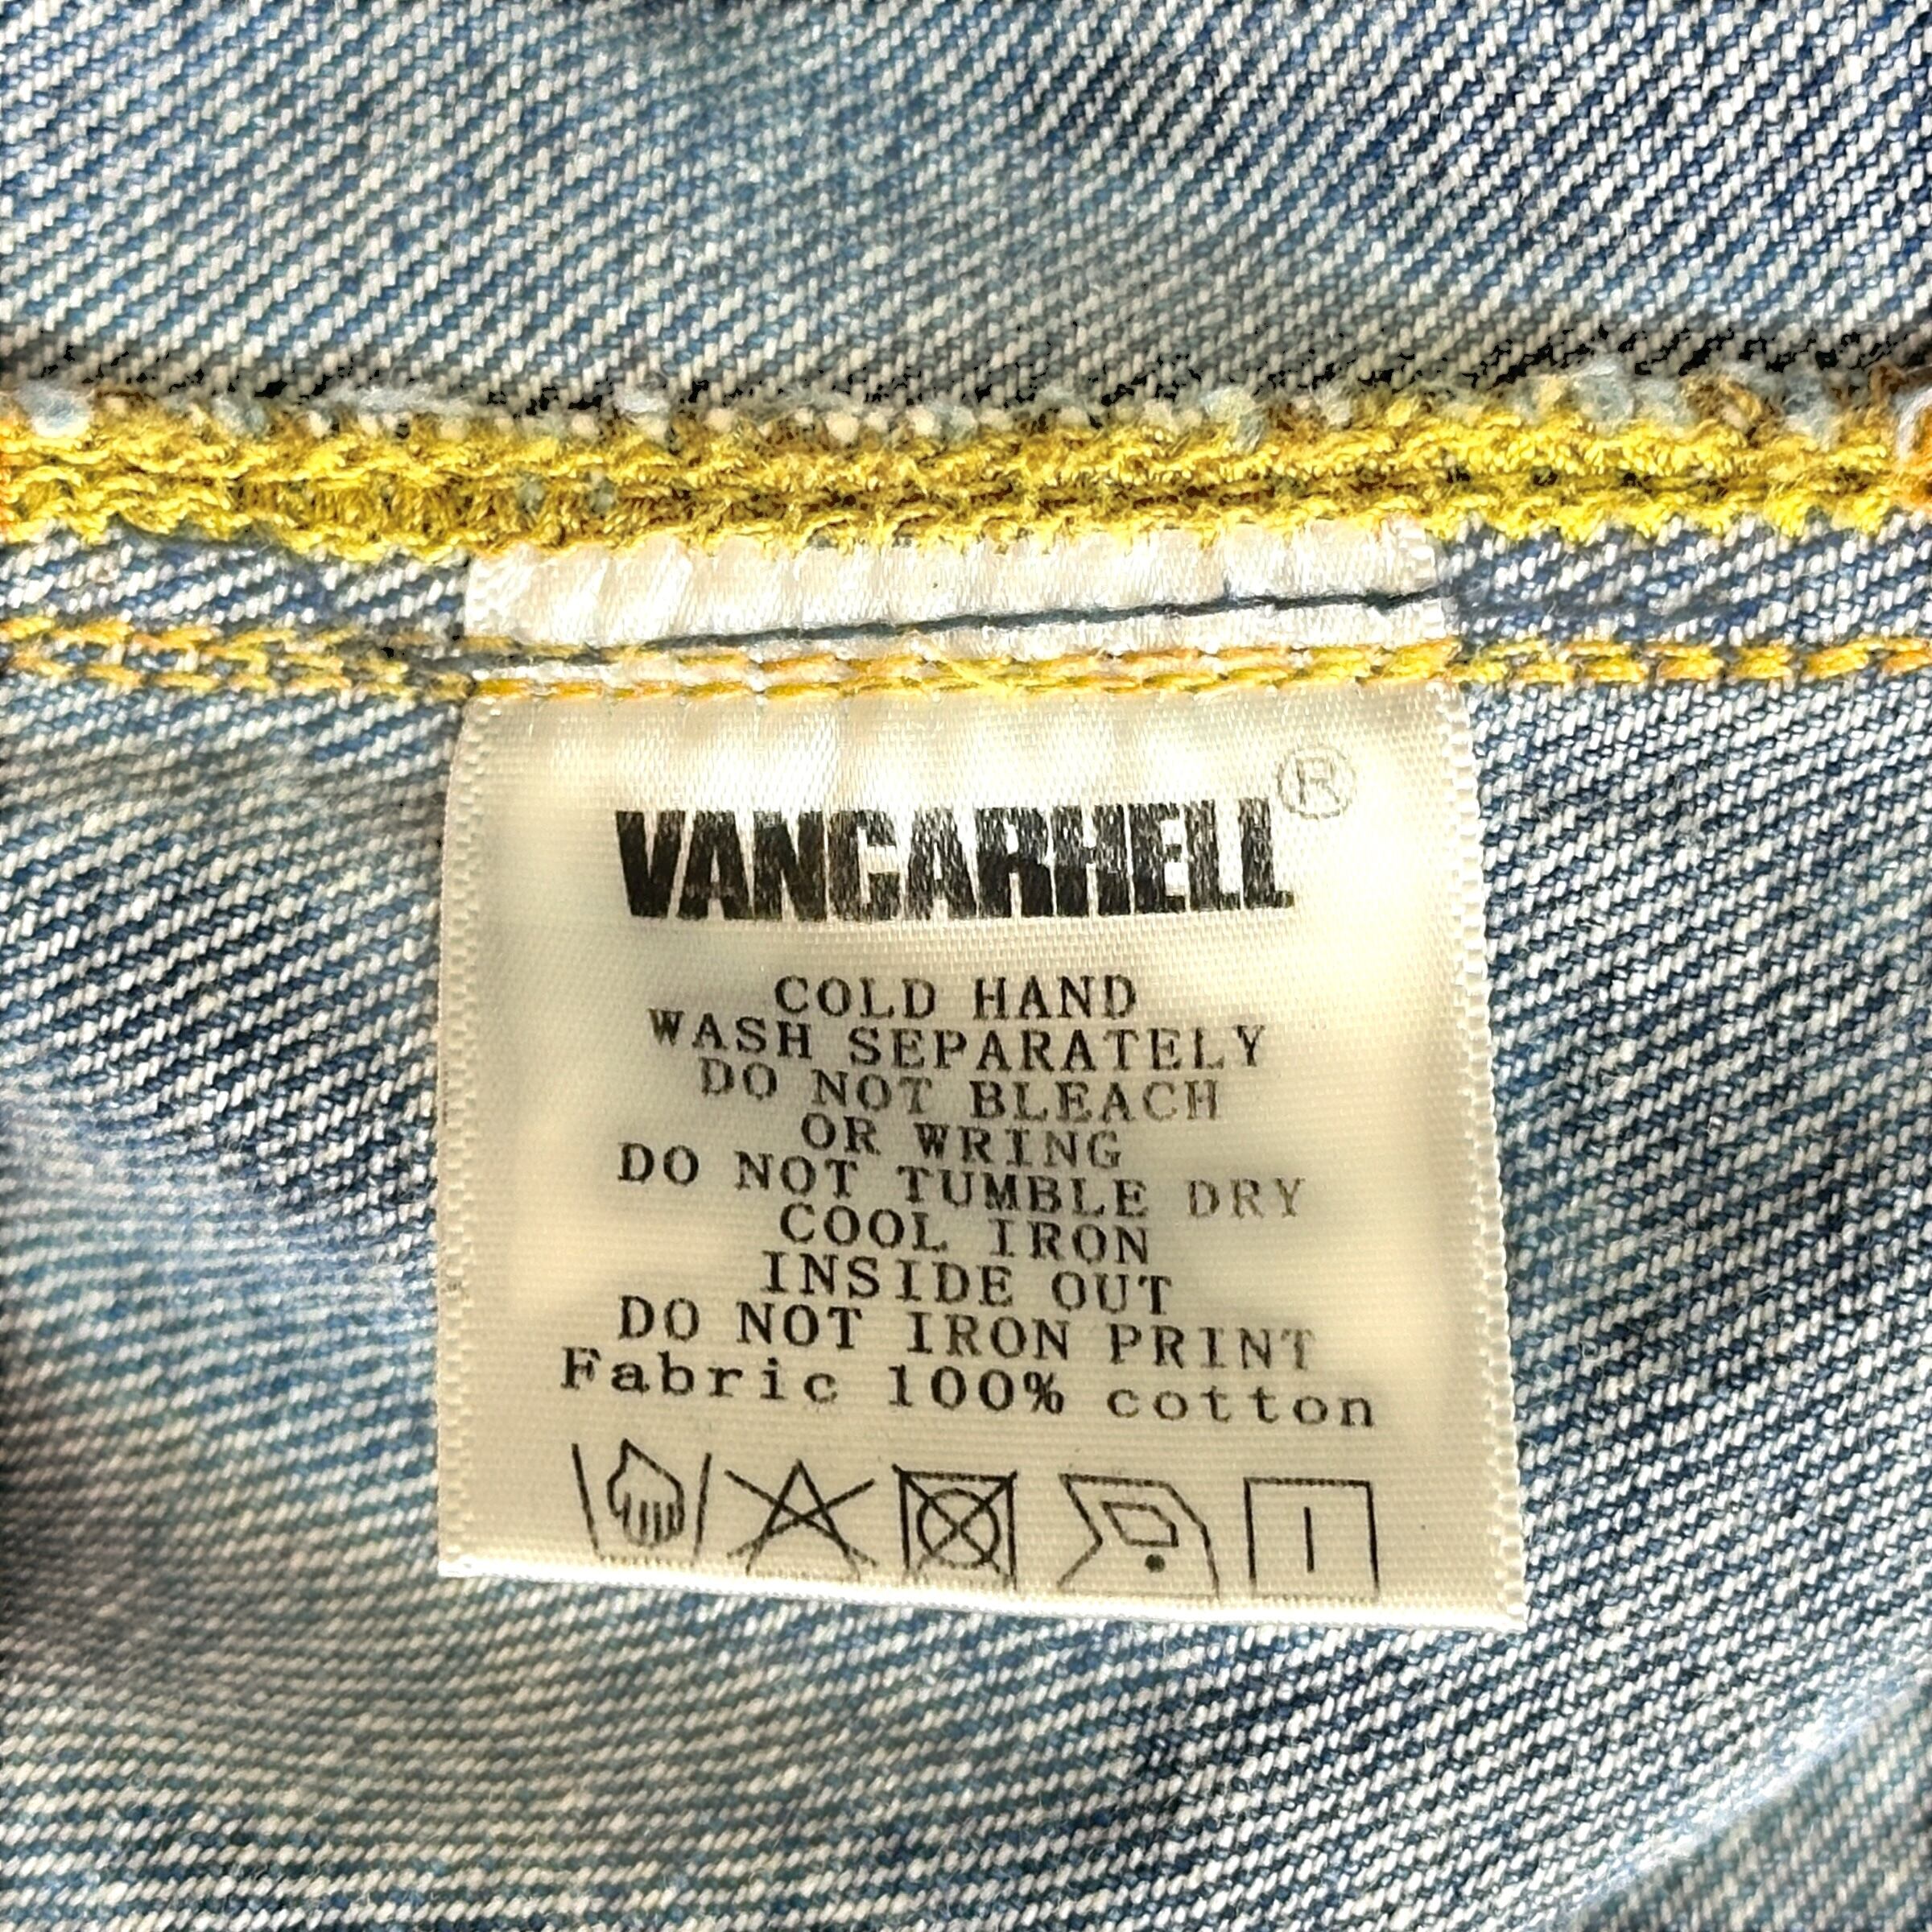 VANCARHELL®
COLD HAND
WASH SEPARATELY
DO NOT BLEACH
OR WRING
DO NOT TUMBLE DRY
COOL IRON
INSIDE OUT
DO NOT IRON PRINT
Fabric 100% cotton